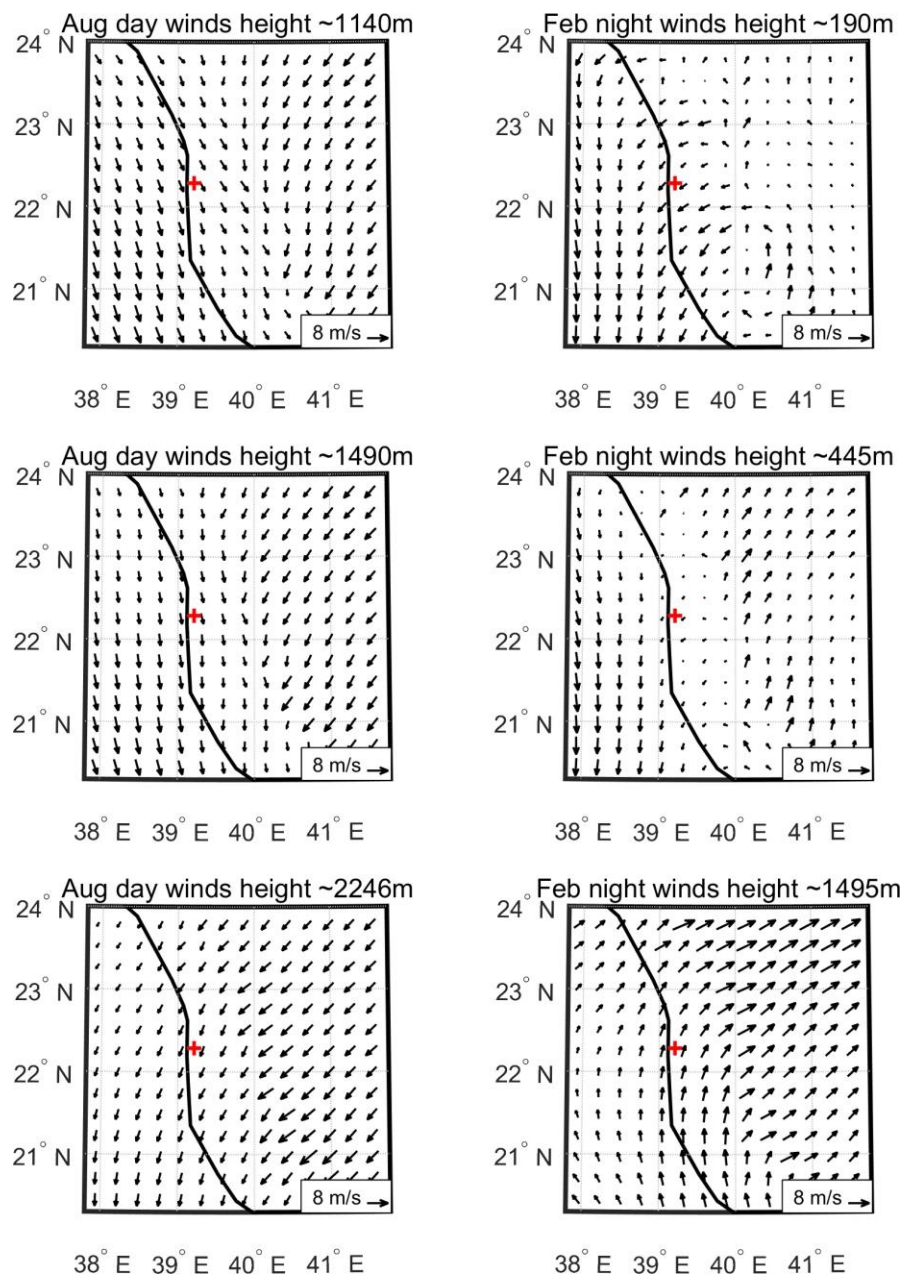 Aug day winds height ~1140m
24° N
23° N
22° N
21° N
8 m/s
38° E 39° E 40° E 41° E
Feb night winds height ~190m
24° N
23° N
22° N
21° N
8 m/s
38° E 39° E 40° E 41° E
Aug day winds height ~1490m
24° N
23° N
22° N
21° N
8 m/s
38° E 39° E 40° E 41° E
Feb night winds height ~445m
24° N
23° N
22° N
21° N
8 m/s
38° E 39° E 40° E 41° E
Aug day winds height ~2246m
24° N
23° N
22° N
21° N
8 m/s
38° E 39° E 40° E 41° E
Feb night winds height ~1495m
24° N
23° N
22° N
21° N
8 m/s
38° E 39° E 40° E 41° E